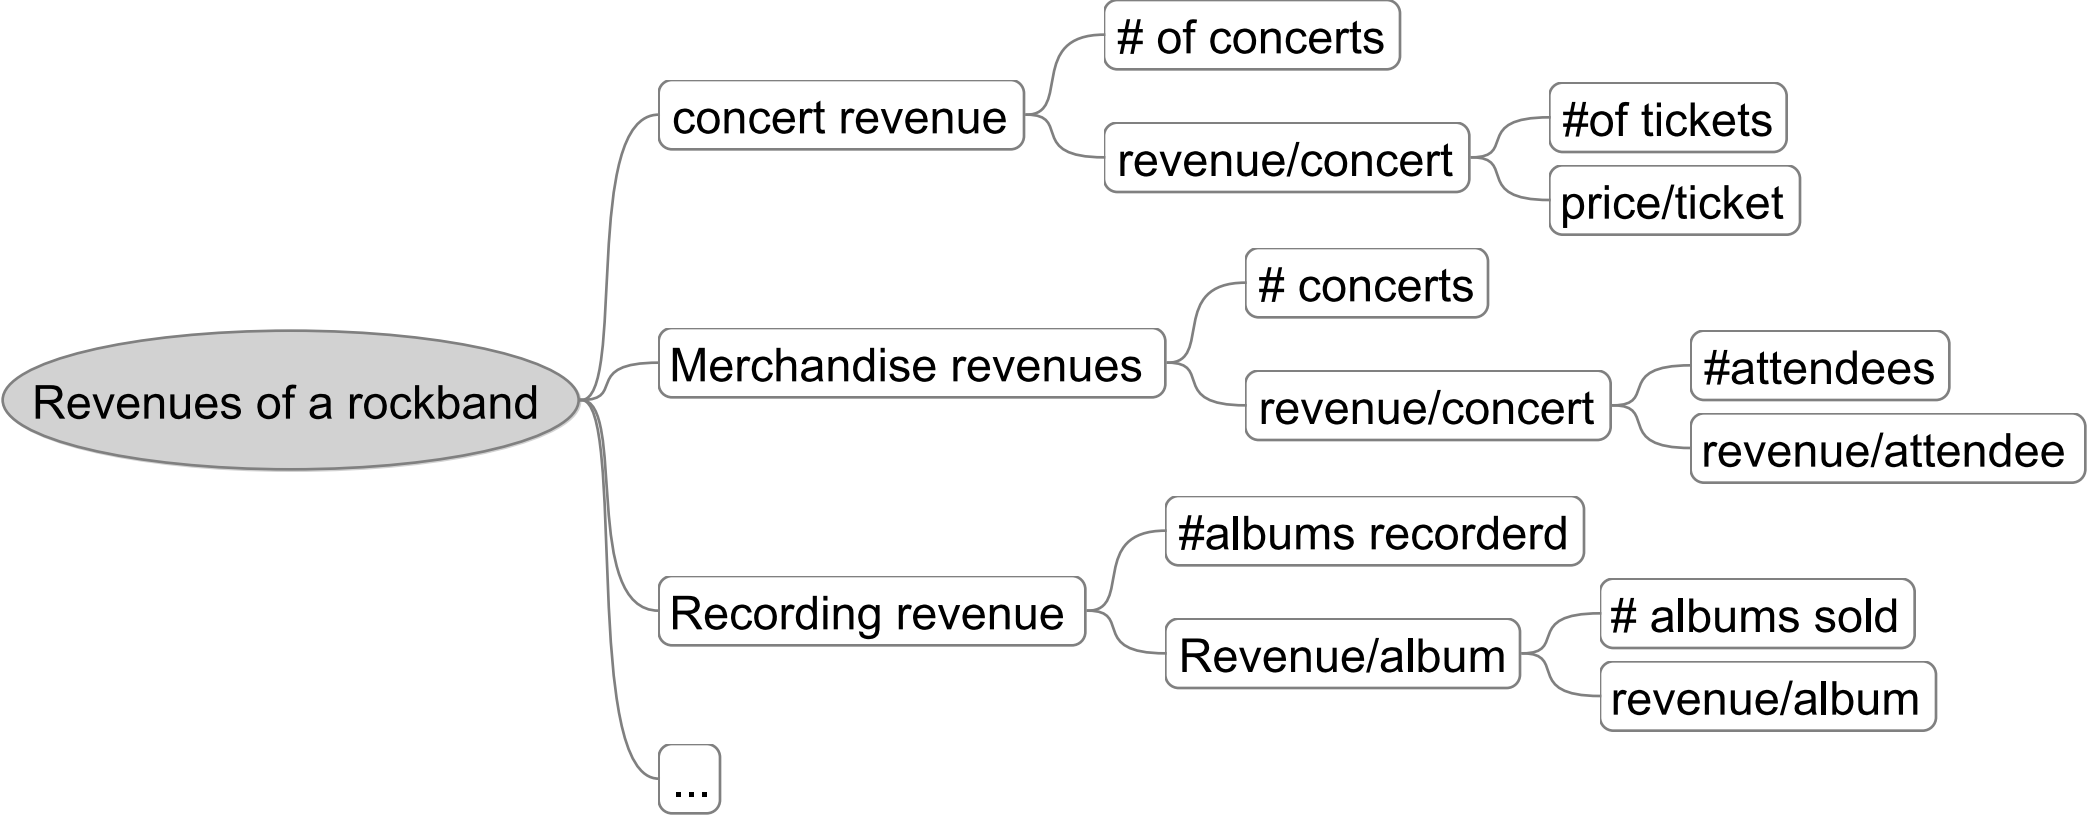 Revenues of a rockband
concert revenue
# of concerts
revenue/concert
#of tickets
price/ticket
Merchandise revenues
# concerts
revenue/concert
#attendees
revenue/attendee
Recording revenue
#albums recorderd
Revenue/album
# albums sold
revenue/album
...